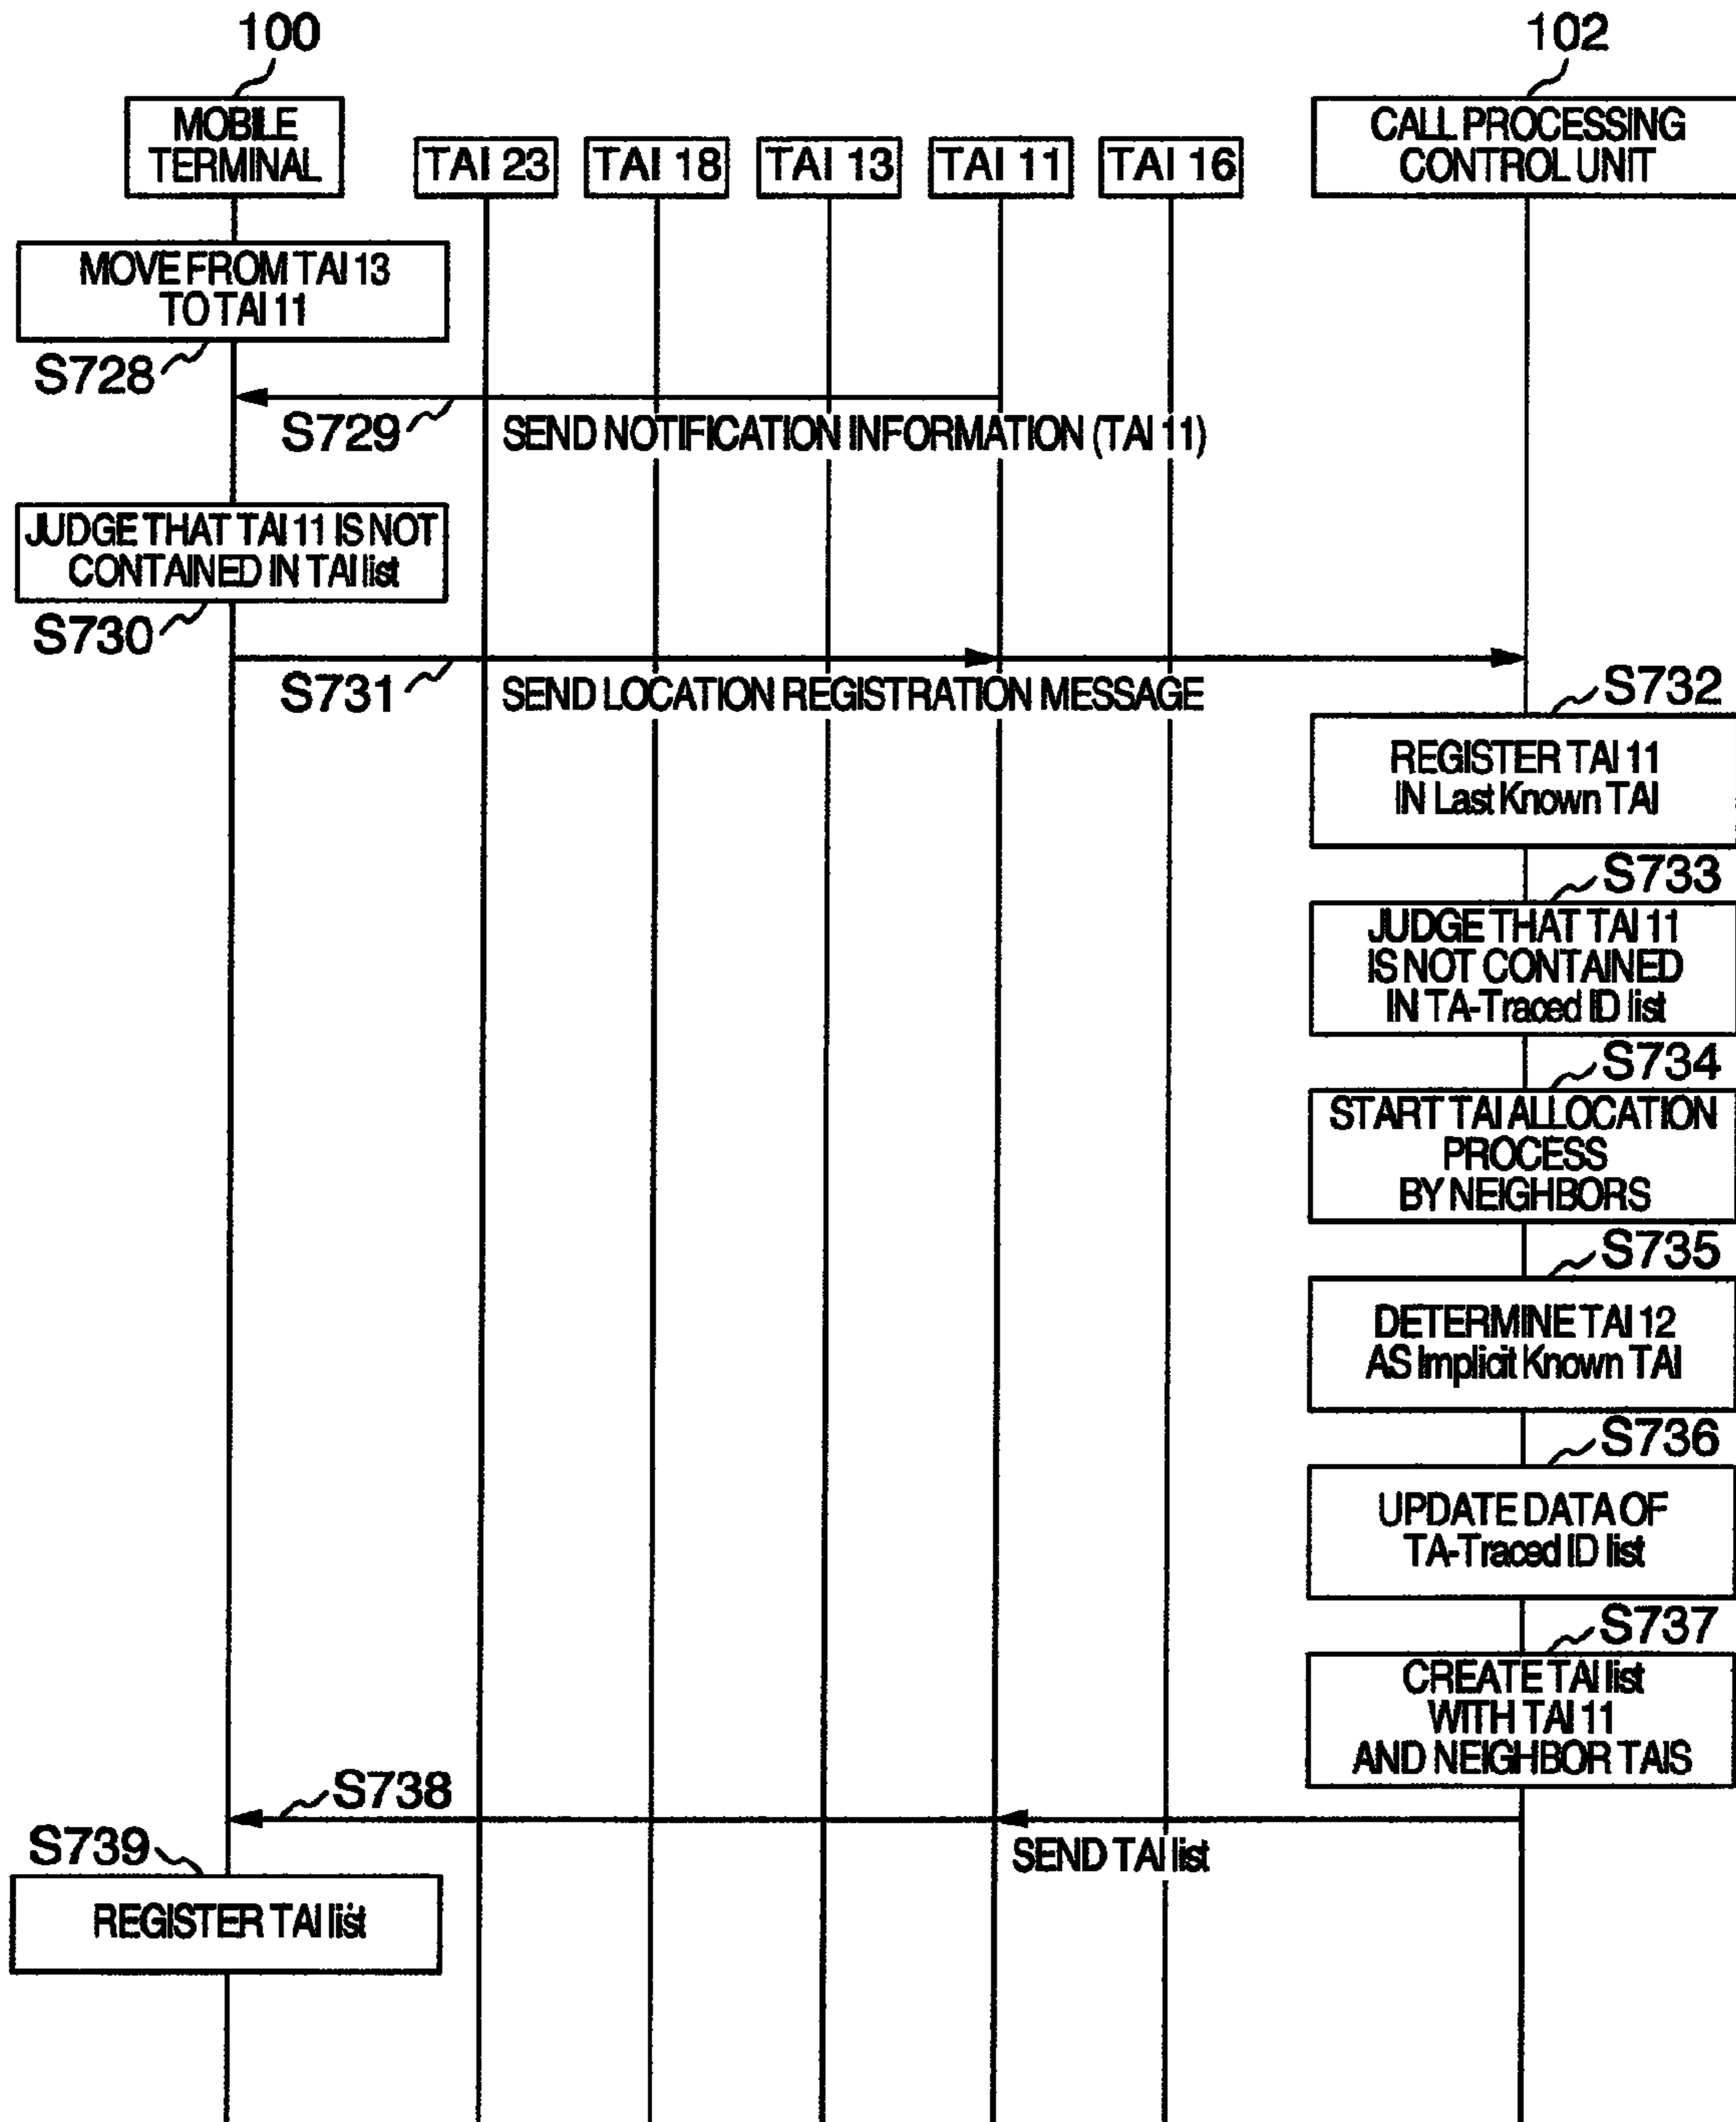 100
102
MOBILE
TERMINAL
TAI 23
TAI 18
TAI 13
TAI 11
TAI 16
CALL PROCESSING
CONTROL UNIT
MOVE FROM TAI 13
TO TAI 11
S728
S729
SEND NOTIFICATION INFORMATION (TAI 11)
JUDGE THAT TAI 11 IS NOT
CONTAINED IN TAI list
S730
S731
SEND LOCATION REGISTRATION MESSAGE
S732
REGISTER TAI 11
IN Last Known TAI
S733
JUDGE THAT TAI 11
IS NOT CONTAINED
IN TA-Traced ID list
S734
START TAI ALLOCATION
PROCESS
BY NEIGHBORS
S735
DETERMINE TAI 12
AS Implicit Known TAI
S736
UPDATE DATA OF
TA-Traced ID list
S737
CREATE TAI list
WITH TAI 11
AND NEIGHBOR TAIS
S738
SEND TAI list
S739
REGISTER TAI list